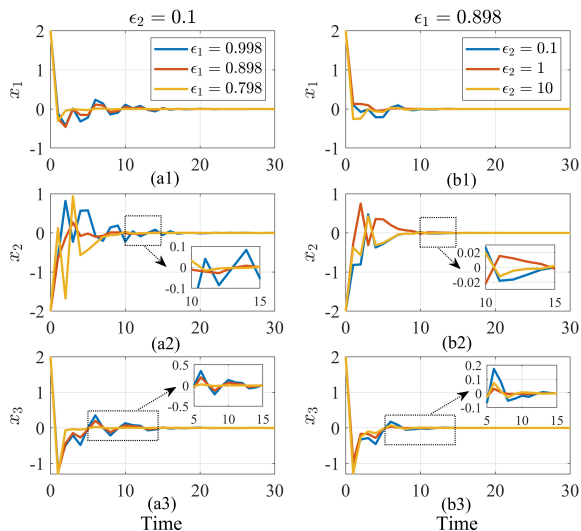 ϵ₂ = 0.1
ϵ₁ = 0.898
2
1
0
-1
x₁
ϵ₁ = 0.998
ϵ₁ = 0.898
ϵ₁ = 0.798
0 10 20 30
(a1)
2
1
0
-1
x₁
ϵ₂ = 0.1
ϵ₂ = 1
ϵ₂ = 10
0 10 20 30
(b1)
1
0
-1
-2
x₂
0.1
0
-0.1
10 15
0 10 20 30
(a2)
1
0
-1
-2
x₂
0.02
0
-0.02
10 15
0 10 20 30
(b2)
2
1
0
-1
x₃
0.5
0
-0.5
5 10 15
0 10 20 30
(a3)
Time
2
1
0
-1
x₃
0.2
0.1
0
-0.1
5 10 15
0 10 20 30
(b3)
Time